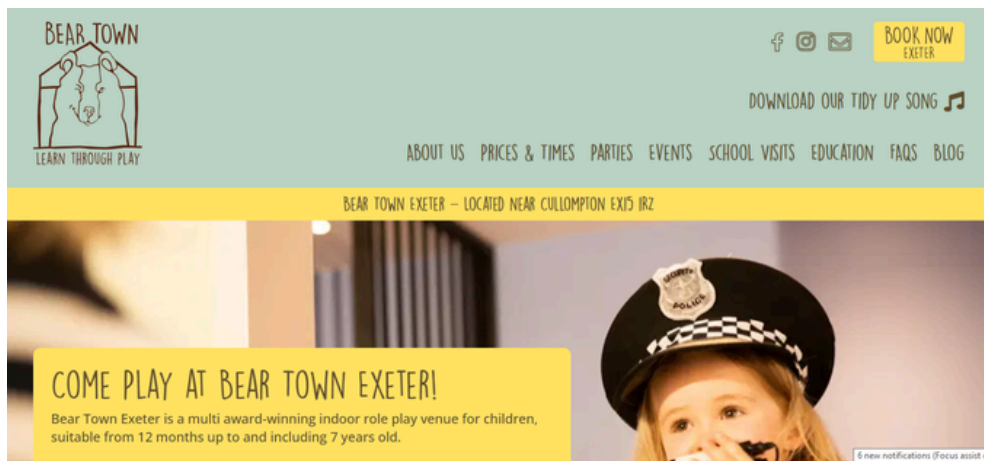 BEAR TOWN
LEARN THROUGH PLAY
BOOK NOW
EXETER
DOWNLOAD OUR TIDY UP SONG
ABOUT US PRICES & TIMES PARTIES EVENTS SCHOOL VISITS EDUCATION FAQS BLOG
BEAR TOWN EXETER – LOCATED NEAR CULLOMPTON EX15 1RZ
POLICE
COME PLAY AT BEAR TOWN EXETER!
Bear Town Exeter is a multi award-winning indoor role play venue for children,
suitable from 12 months up to and including 7 years old.
6 new notifications (Focus assist